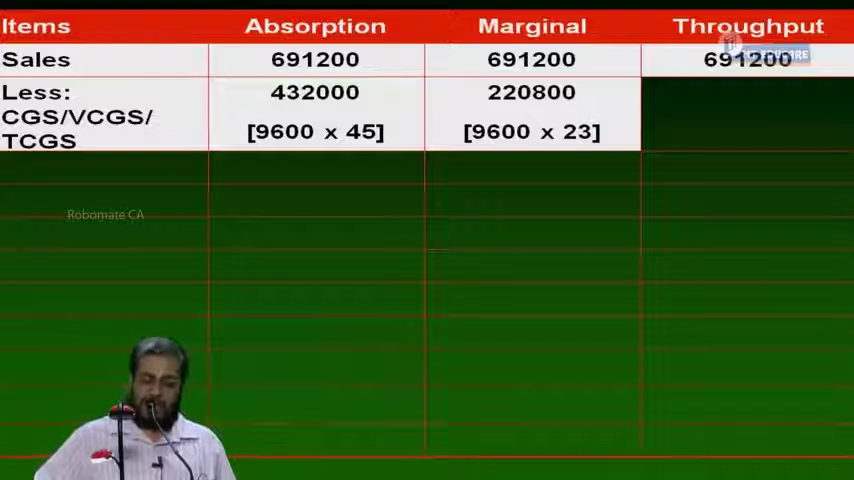 Items Absorption Marginal Throughput
Sales 691200 691200 691200
Less: 432000 220800
CGS/VCGS/
TCGS [9600 x 45] [9600 x 23]
Robomate CA